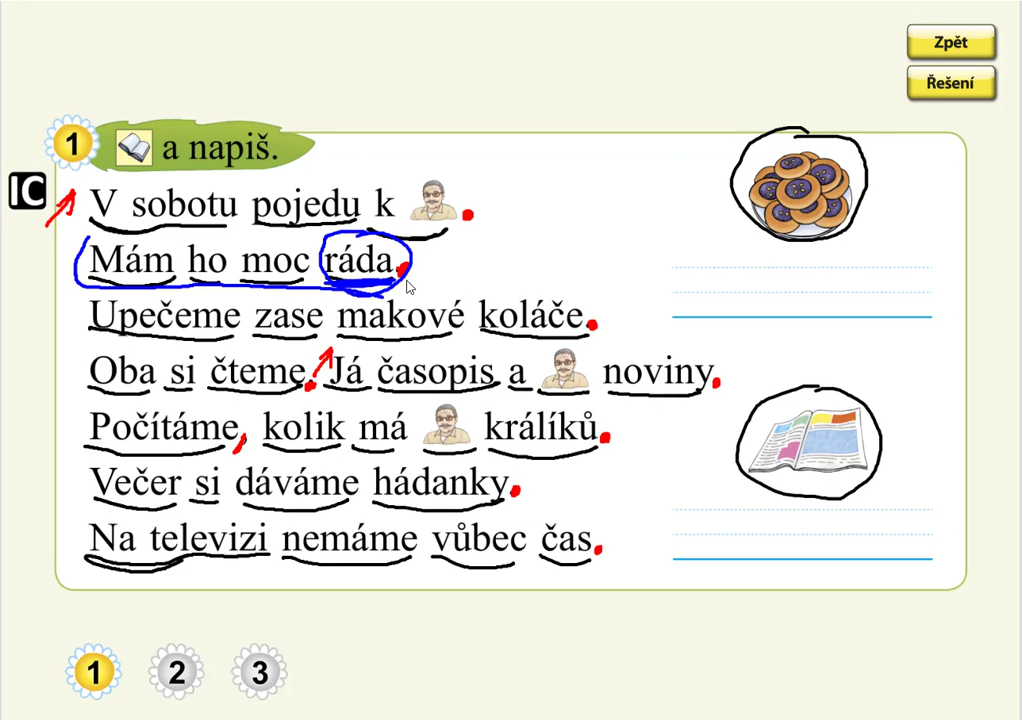 Zpět
Řešení
1 a napiš.
IC
V sobotu pojedu k .
Mám ho moc ráda.
Upečeme zase makové koláče.
Oba si čteme. Já časopis a noviny.
Počítáme, kolik má králíků.
Večer si dáváme hádanky.
Na televizi nemáme vůbec čas.
1 2 3